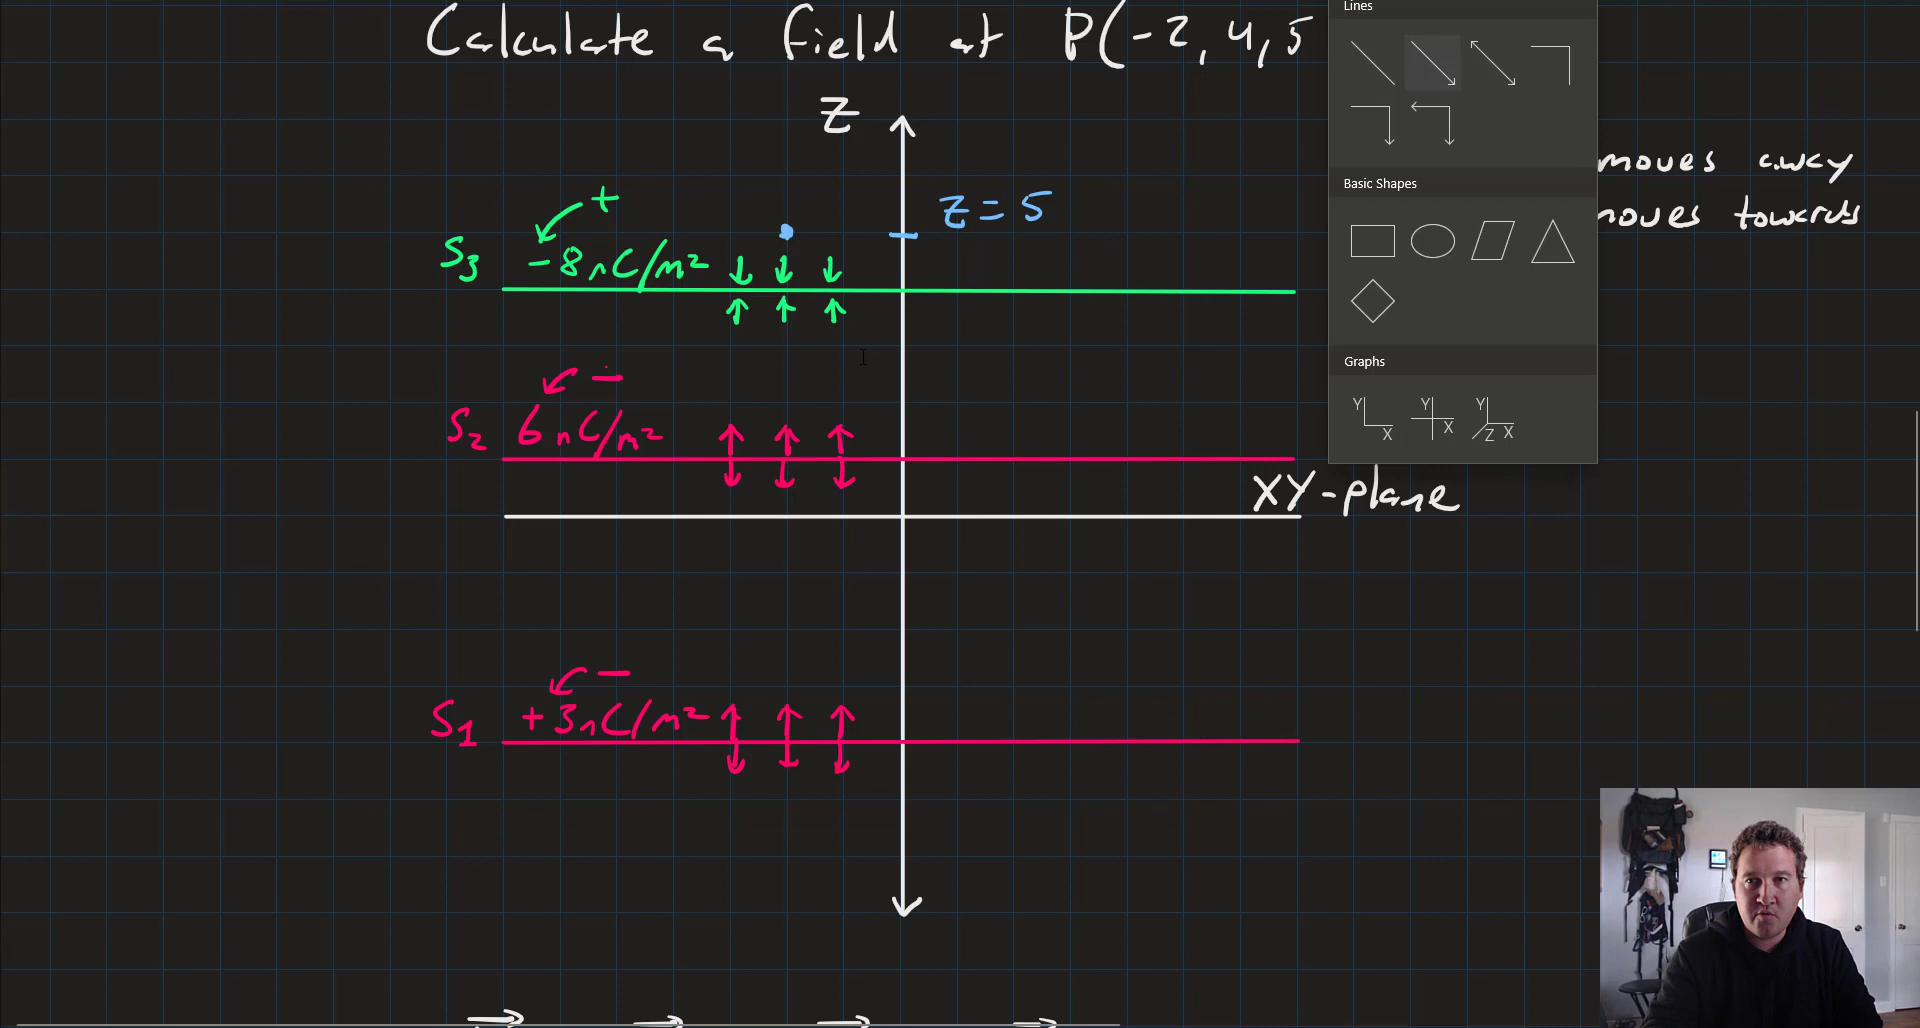 Calculate a field at P(-2, 4, 5
Lines
Z
moves away
moves towards
Basic Shapes
Z = 5
+
S3 -8nC/m²
Graphs
Y X Y X Y Z X
-
S2 6nC/m²
XY-plane
-
S1 +3nC/m²